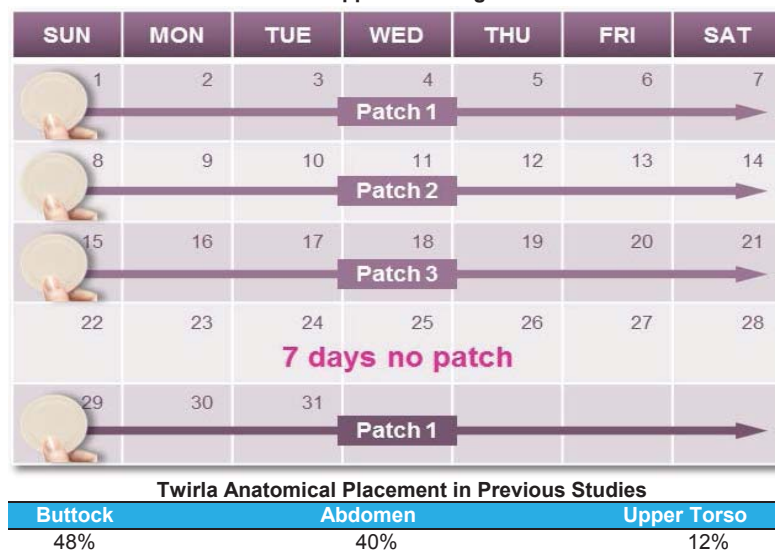 SUN MON TUE WED THU FRI SAT
1 2 3 4 5 6 7
Patch 1
8 9 10 11 12 13 14
Patch 2
15 16 17 18 19 20 21
Patch 3
22 23 24 25 26 27 28
7 days no patch
29 30 31
Patch 1
Twirla Anatomical Placement in Previous Studies
Buttock Abdomen Upper Torso
48% 40% 12%